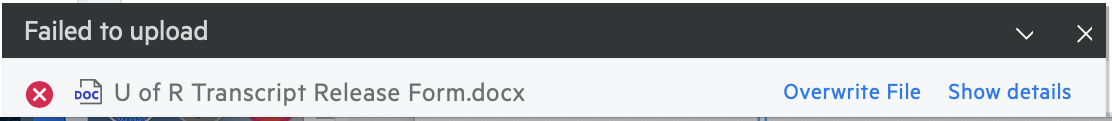 Failed to upload
DOC U of R Transcript Release Form.docx Overwrite File Show details